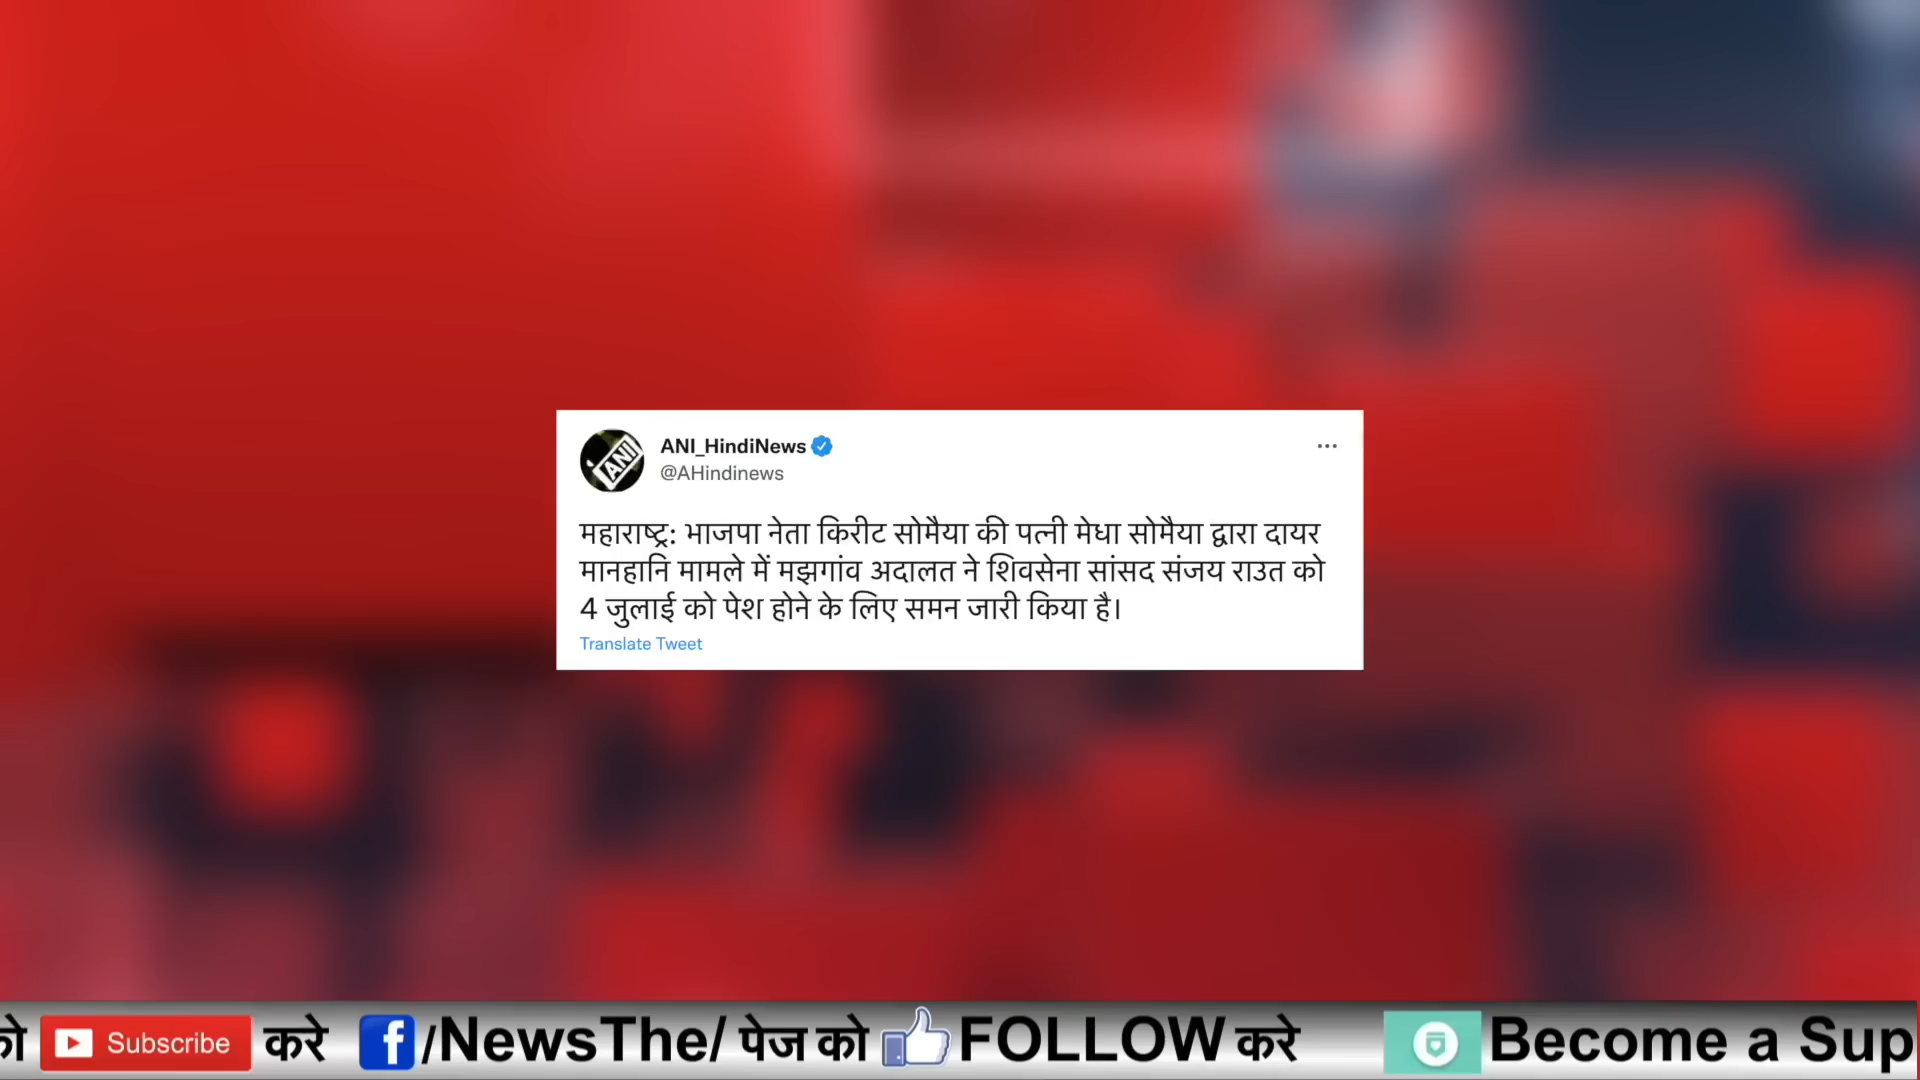 ANI_HindiNews
@AHindinews
महाराष्ट्र: भाजपा नेता किरीट सोमैया की पत्नी मेधा सोमैया द्वारा दायर
मानहानि मामले में मझगांव अदालत ने शिवसेना सांसद संजय राउत को
4 जुलाई को पेश होने के लिए समन जारी किया है।
Translate Tweet
Subscribe करे /NewsThe/ पेज को FOLLOW करे Become a